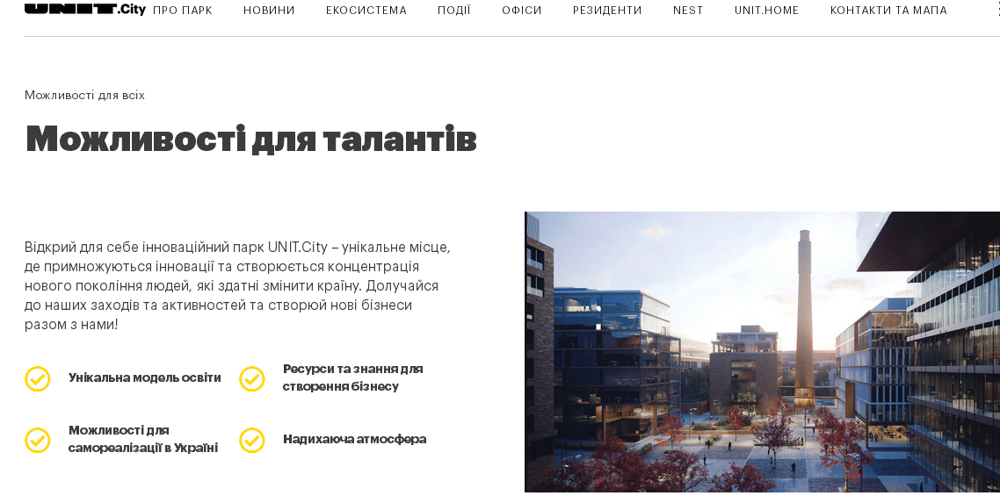 UNIT.City ПРО ПАРК НОВИНИ ЕКОСИСТЕМА ПОДІЇ ОФІСИ РЕЗИДЕНТИ NEST UNIT.HOME КОНТАКТИ ТА МАПА
Можливості для всіх
Можливості для талантів
Відкрий для себе інноваційний парк UNIT.City – унікальне місце,
де примножуються інновації та створюється концентрація
нового покоління людей, які здатні змінити країну. Долучайся
до наших заходів та активностей та створюй нові бізнеси
разом з нами!
Унікальна модель освіти
Ресурси та знання для
створення бізнесу
Можливості для
самореалізації в Україні
Надихаюча атмосфера